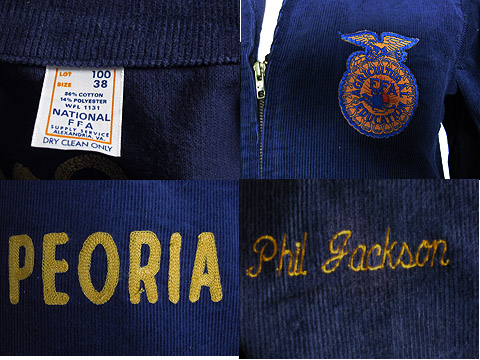 LOT 100
SIZE 38
86% COTTON
14% POLYESTER
WFL 1131
NATIONAL
FFA
SUPPLY SERVICE
ALEXANDRIA, VA.
DRY CLEAN ONLY
PEORIA
Phil Jackson